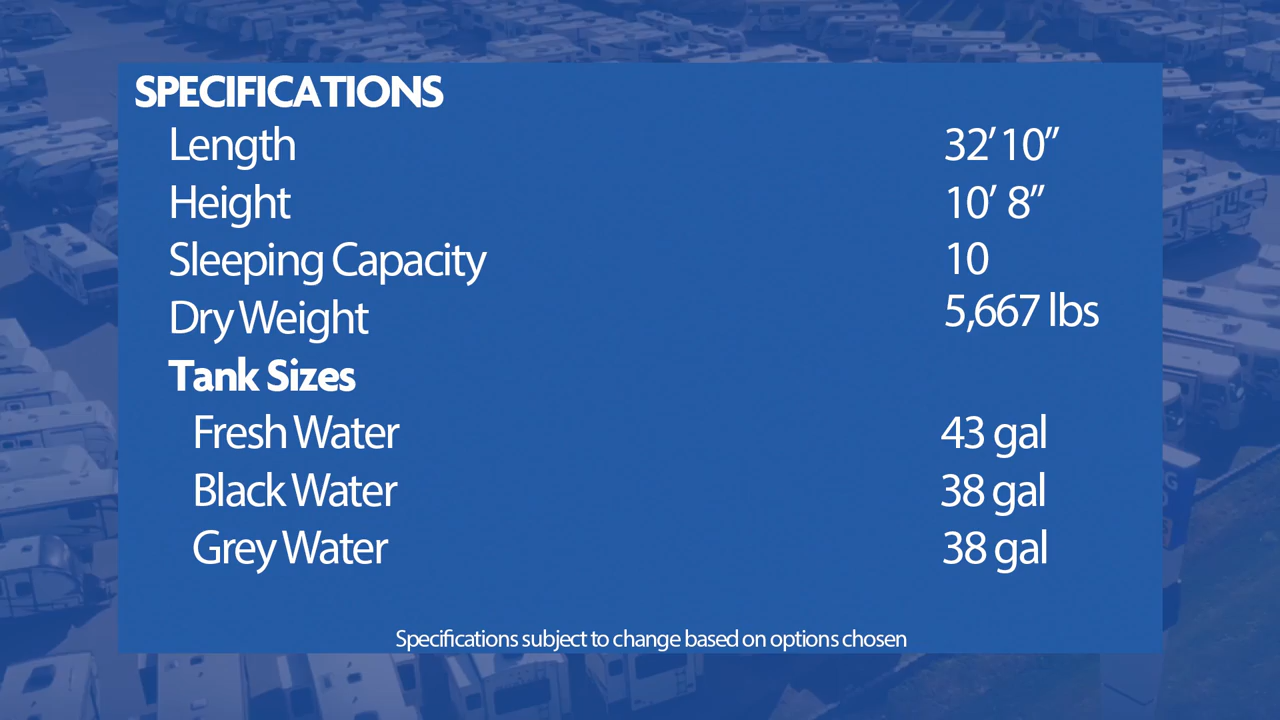 SPECIFICATIONS
Length 32’ 10”
Height 10’ 8”
Sleeping Capacity 10
Dry Weight 5,667 lbs
Tank Sizes
Fresh Water 43 gal
Black Water 38 gal
Grey Water 38 gal
Specifications subject to change based on options chosen